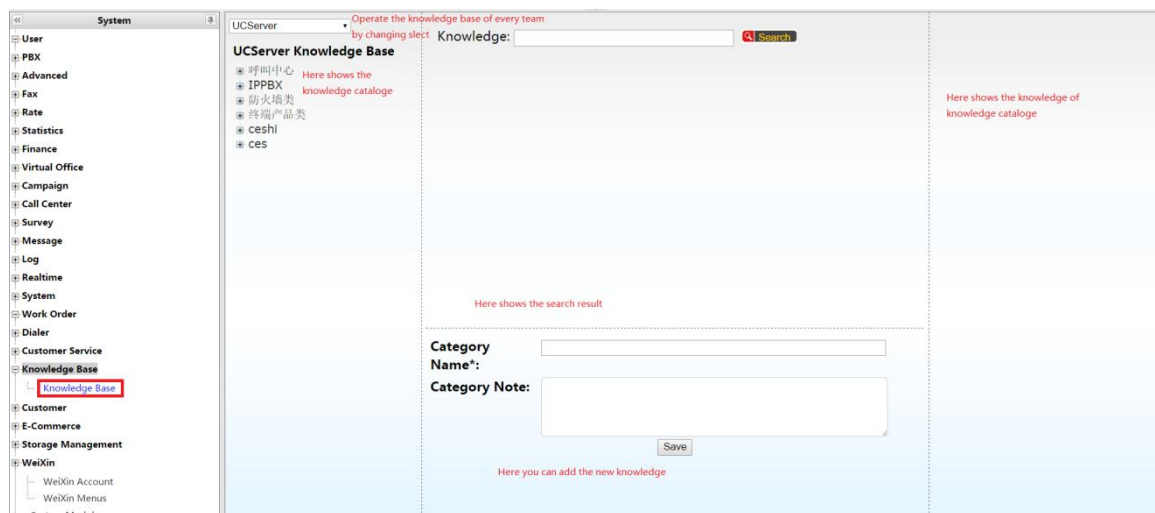 System
User
PBX
Advanced
Fax
Rate
Statistics
Finance
Virtual Office
Campaign
Call Center
Survey
Message
Log
Realtime
System
Work Order
Dialer
Customer Service
Knowledge Base
Knowledge Base
Customer
E-Commerce
Storage Management
WeiXin
WeiXin Account
WeiXin Menus
UCServer
Operate the knowledge base of every team
by changing slect
UCServer Knowledge Base
呼叫中心
IPPBX
防火墙类
终端产品类
ceshi
ces
Here shows the
knowledge cataloge
Knowledge:
Search
Here shows the search result
Category
Name*:
Category Note:
Save
Here you can add the new knowledge
Here shows the knowledge of
knowledge cataloge